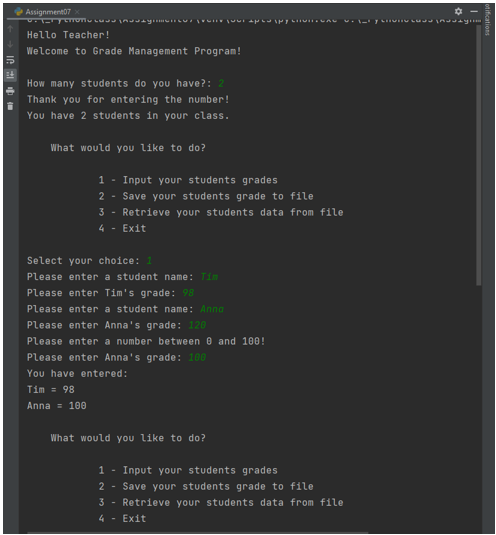 Assignment07
Hello Teacher!
Welcome to Grade Management Program!
How many students do you have?: 2
Thank you for entering the number!
You have 2 students in your class.
What would you like to do?
1 - Input your students grades
2 - Save your students grade to file
3 - Retrieve your students data from file
4 - Exit
Select your choice: 1
Please enter a student name: Tim
Please enter Tim's grade: 98
Please enter a student name: Anna
Please enter Anna's grade: 120
Please enter a number between 0 and 100!
Please enter Anna's grade: 100
You have entered:
Tim = 98
Anna = 100
What would you like to do?
1 - Input your students grades
2 - Save your students grade to file
3 - Retrieve your students data from file
4 - Exit